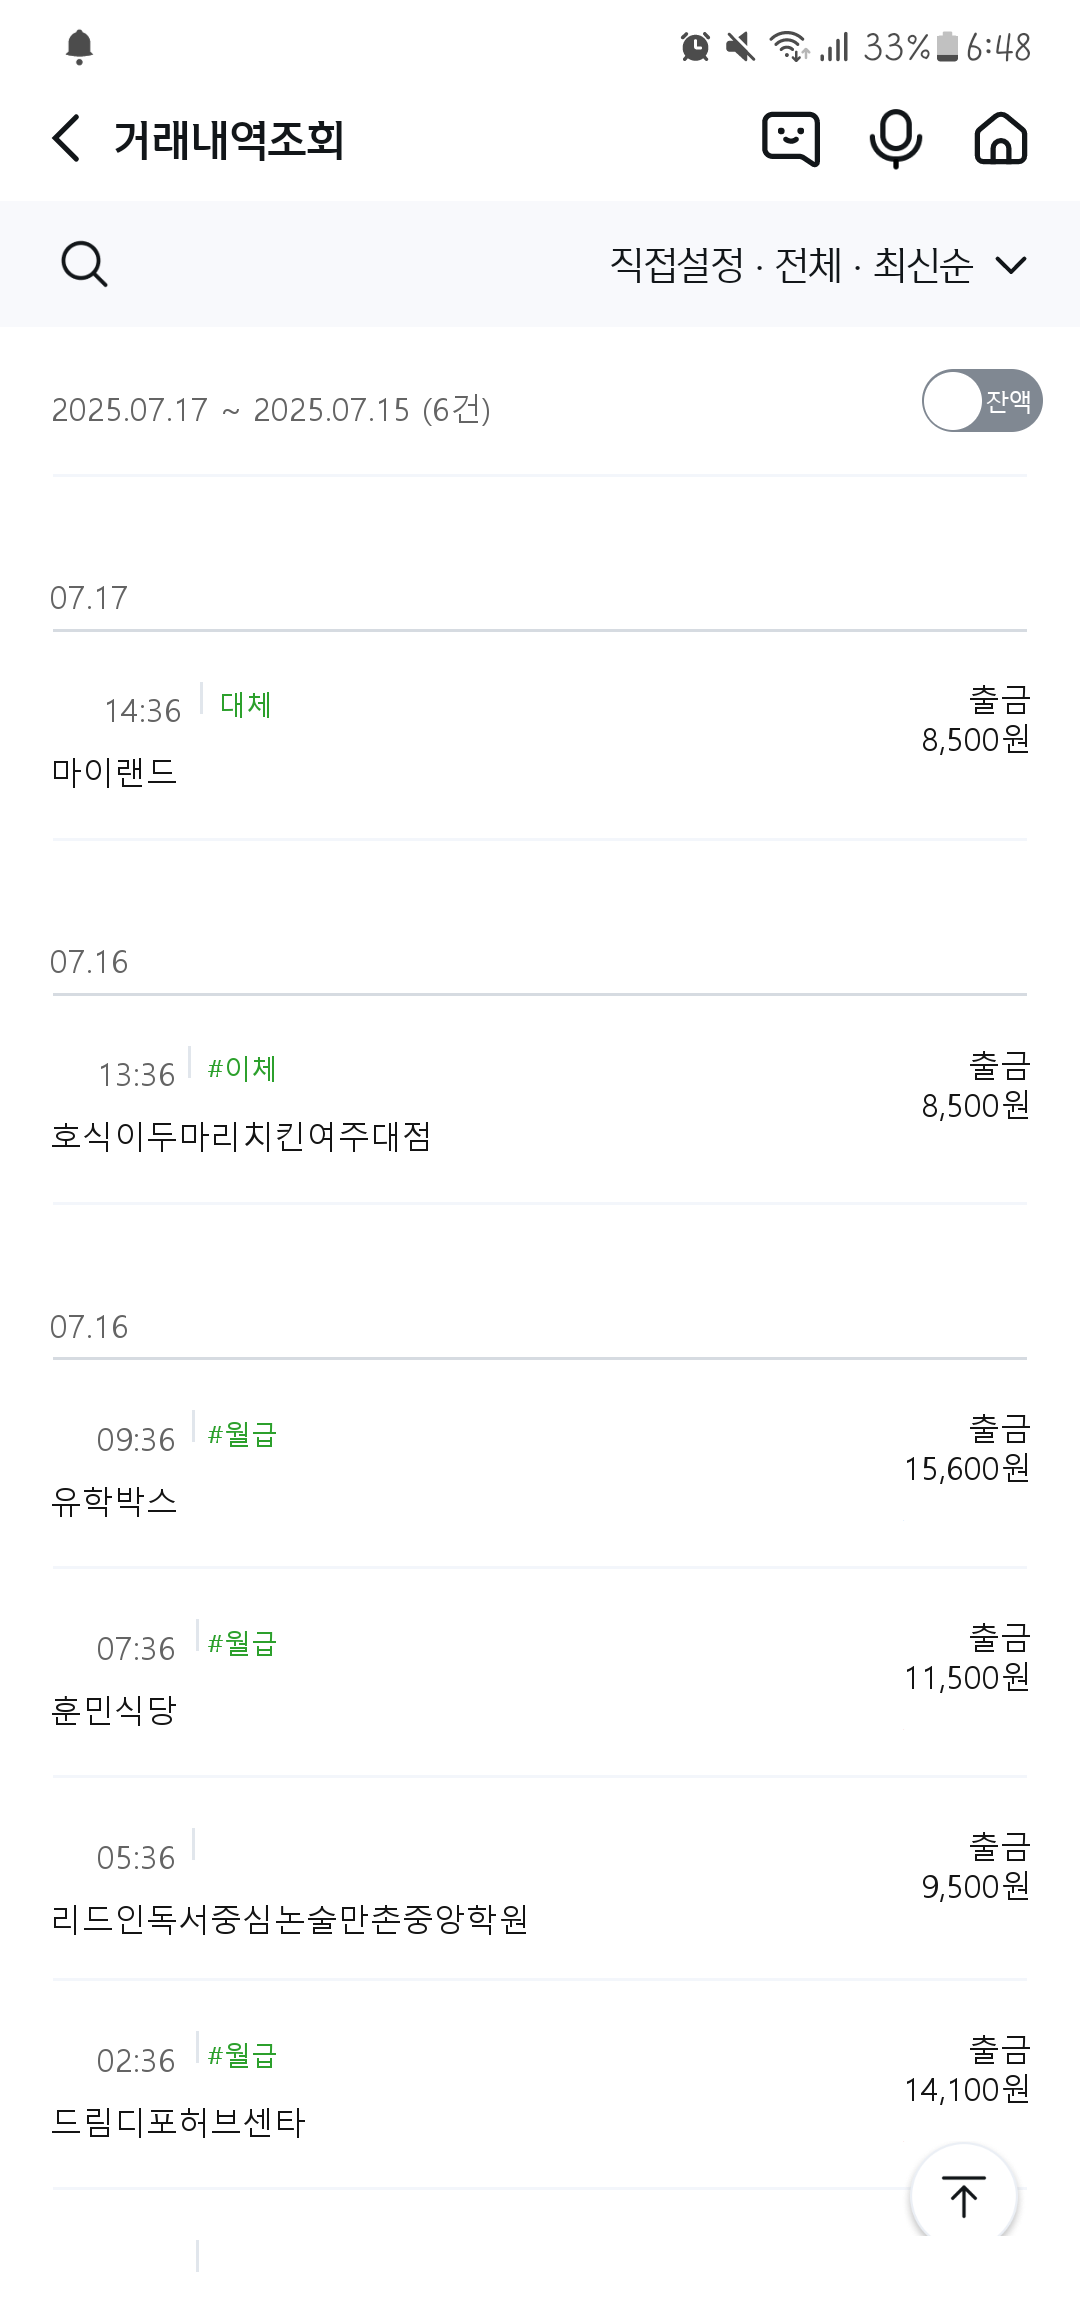 33% 6:48
거래내역조회
직접설정 · 전체 · 최신순
2025.07.17 ~ 2025.07.15 (6건)
잔액
07.17
14:36 대체
출금
8,500원
마이랜드
07.16
13:36 #이체
출금
8,500원
호식이두마리치킨여주대점
07.16
09:36 #월급
출금
15,600원
유학박스
07:36 #월급
출금
11,500원
훈민식당
05:36
출금
9,500원
리드인독서중심논술만촌중앙학원
02:36 #월급
출금
14,100원
드림디포허브센타